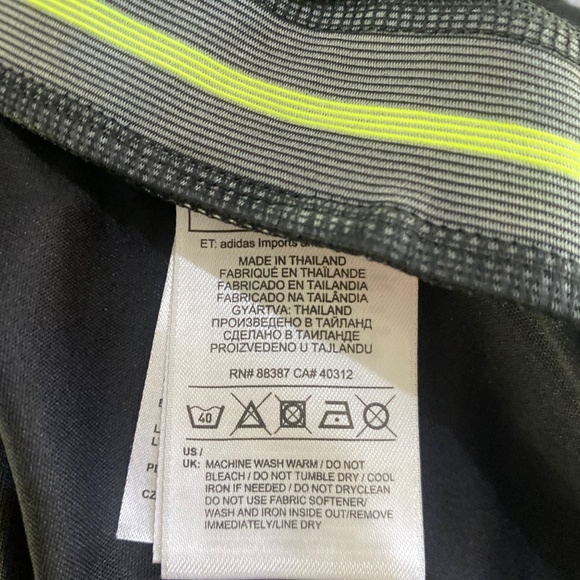 ET: adidas Imports
MADE IN THAILAND
FABRIQUÉ EN THAÏLANDE
FABRICADO EN TAILANDIA
FABRICADO NA TAILÂNDIA
GYÁRTVA: THAILAND
ПРОИЗВЕДЕНО В ТАЙЛАНД
СДЕЛАНО В ТАИЛАНДЕ
PROIZVEDENO U TAJLANDU
RN# 88387 CA# 40312
40
US /
UK: MACHINE WASH WARM / DO NOT
BLEACH / DO NOT TUMBLE DRY / COOL
IRON IF NEEDED / DO NOT DRYCLEAN
DO NOT USE FABRIC SOFTENER/
WASH AND IRON INSIDE OUT/REMOVE
IMMEDIATELY/LINE DRY